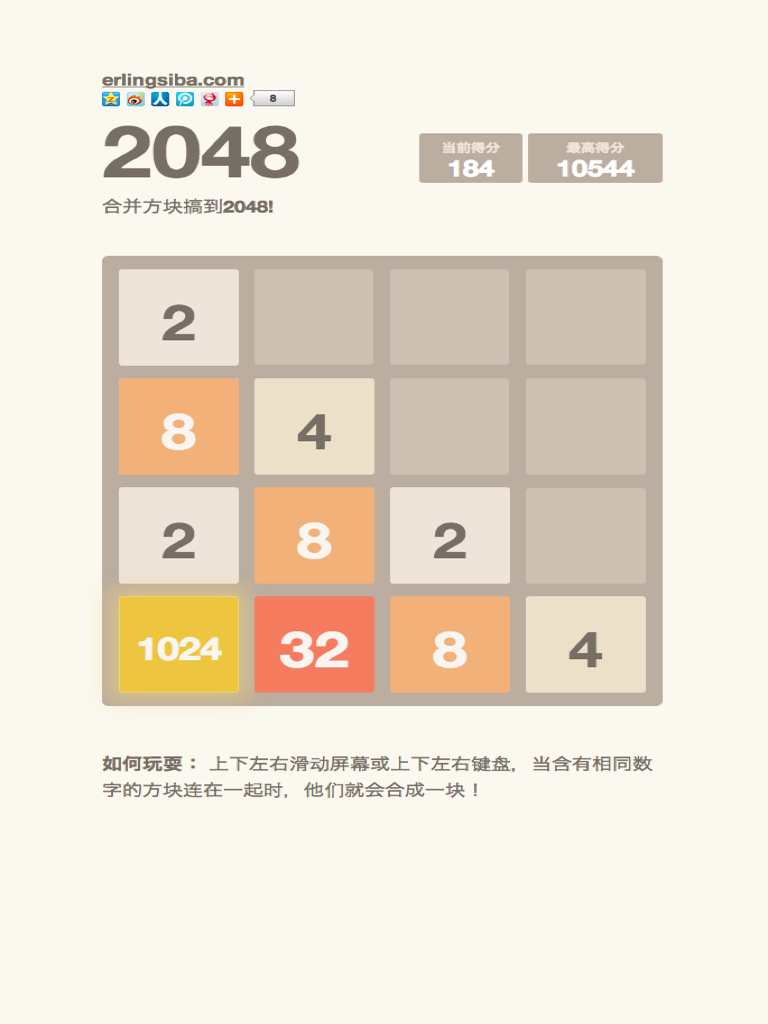 erlingsiba.com
8
2048
当前得分
184
最高得分
10544
合并方块搞到2048!
2
8 4
2 8 2
1024 32 8 4
如何玩耍： 上下左右滑动屏幕或上下左右键盘，当含有相同数
字的方块连在一起时，他们就会合成一块！